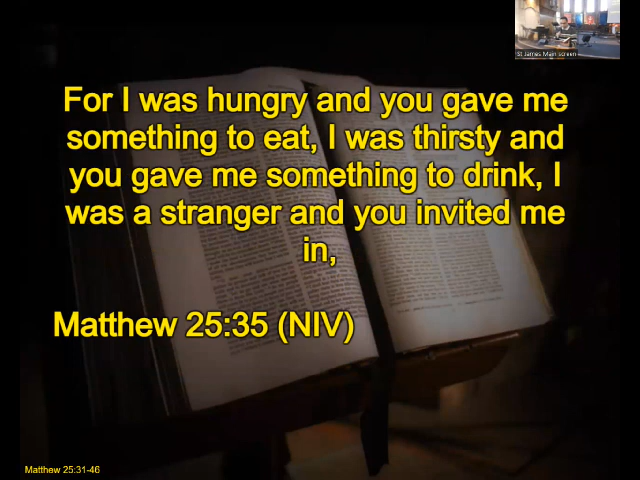 St James Main screen
For I was hungry and you gave me
something to eat, I was thirsty and
you gave me something to drink, I
was a stranger and you invited me
in,
Matthew 25:35 (NIV)
Matthew 25:31-46